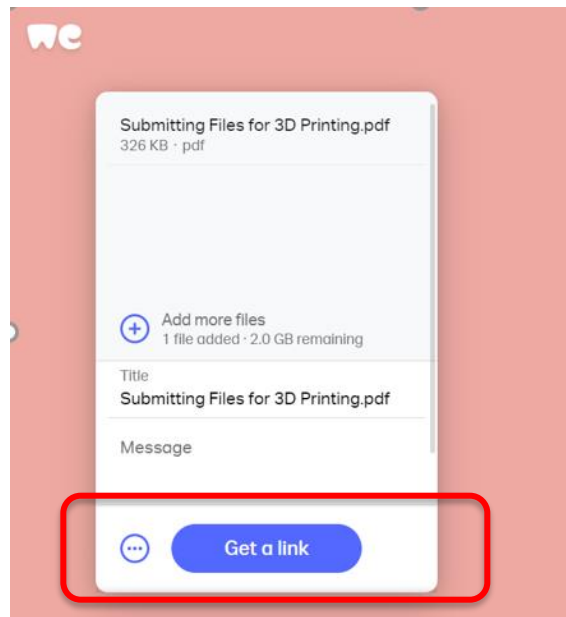 we
Submitting Files for 3D Printing.pdf
326 KB · pdf
Add more files
1 file added · 2.0 GB remaining
Title
Submitting Files for 3D Printing.pdf
Message
Get a link